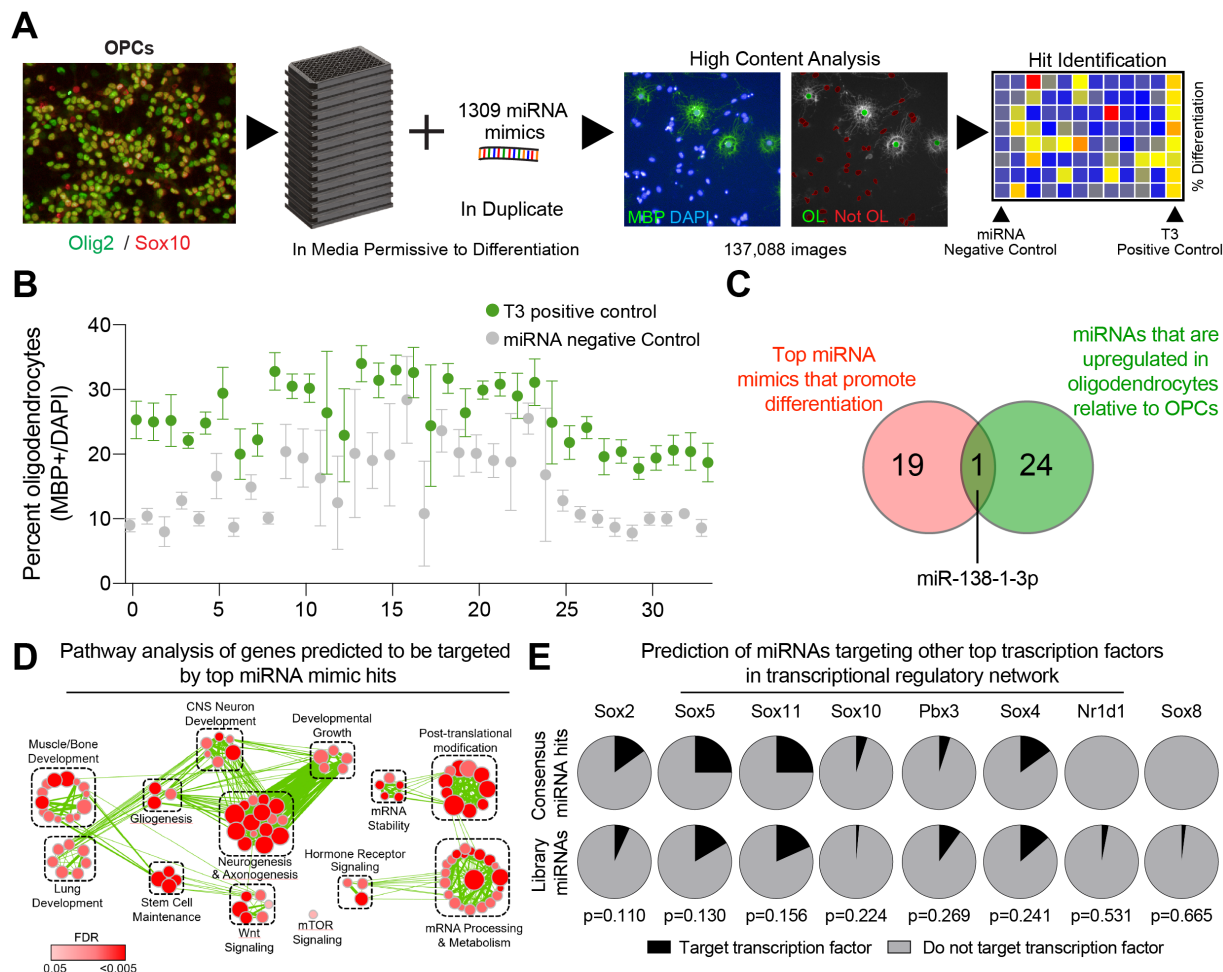 A
OPCs
Olig2 / Sox10
1309 miRNA
mimics
In Duplicate
In Media Permissive to Differentiation
High Content Analysis
MBP DAPI
OL Not OL
137,088 images
Hit Identification
% Differentiation
miRNA
Negative Control
T3
Positive Control
B
T3 positive control
miRNA negative Control
Percent oligodendrocytes
(MBP+/DAPI)
40
30
20
10
0
0 5 10 15 20 25 30
C
Top miRNA
mimics that promote
differentiation
miRNAs that are
upregulated in
oligodendrocytes
relative to OPCs
19 1 24
miR-138-1-3p
D
Pathway analysis of genes predicted to be targeted
by top miRNA mimic hits
CNS Neuron
Development
Developmental
Growth
Post-translational
modification
Muscle/Bone
Development
Gliogenesis
mRNA
Stability
Neurogenesis
& Axonogenesis
Lung
Development
Stem Cell
Maintenance
Hormone Receptor
Signaling
Wnt
Signaling
mTOR
Signaling
mRNA Processing
& Metabolism
FDR
0.05 <0.005
E
Prediction of miRNAs targeting other top trascription factors
in transcriptional regulatory network
Sox2 Sox5 Sox11 Sox10 Pbx3 Sox4 Nr1d1 Sox8
Consensus
miRNA hits
Library
miRNAs
p=0.110 p=0.130 p=0.156 p=0.224 p=0.269 p=0.241 p=0.531 p=0.665
Target transcription factor
Do not target transcription factor